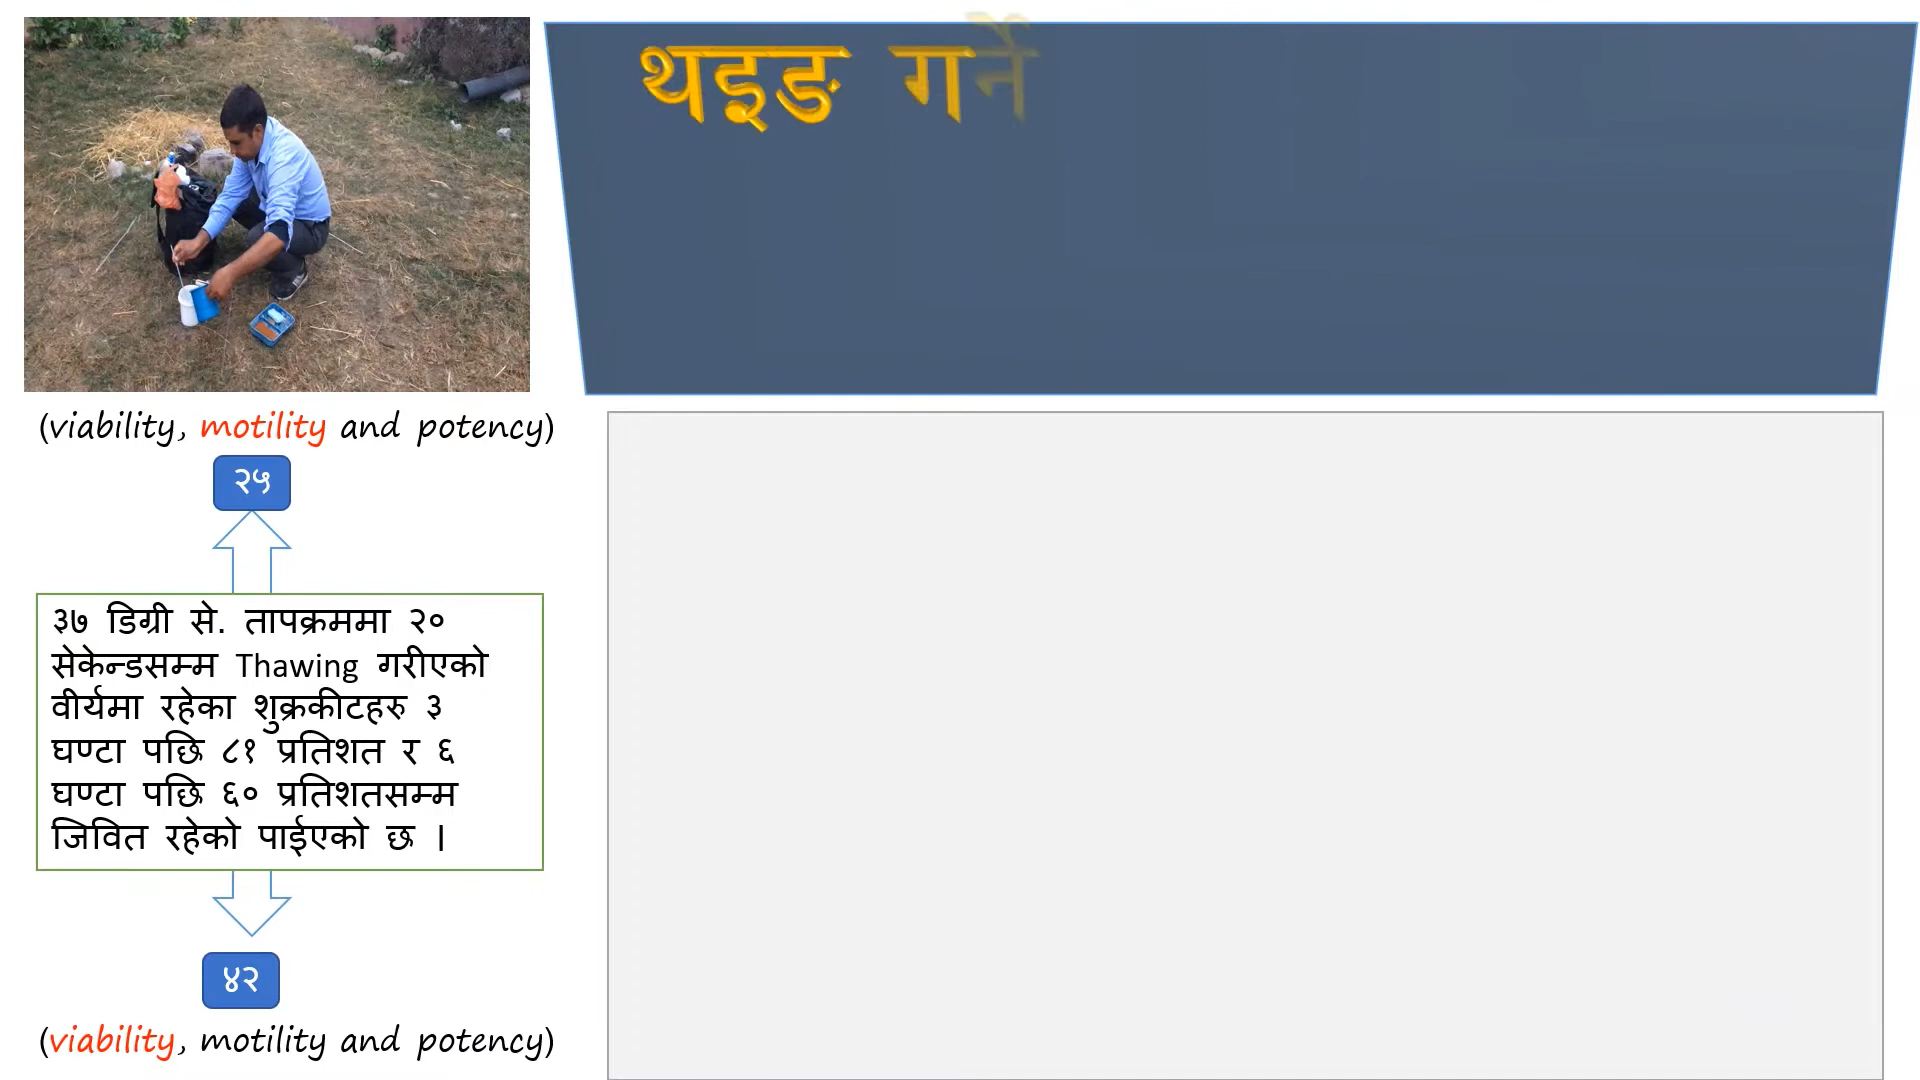 थइङ गर्ने
(viability, motility and potency)
२५
३७ डिग्री से. तापक्रममा २०
सेकेन्डसम्म Thawing गरीएको
वीर्यमा रहेका शुक्रकीटहरु ३
घण्टा पछि ८१ प्रतिशत र ६
घण्टा पछि ६० प्रतिशतसम्म
जिवित रहेको पाईएको छ ।
४२
(viability, motility and potency)